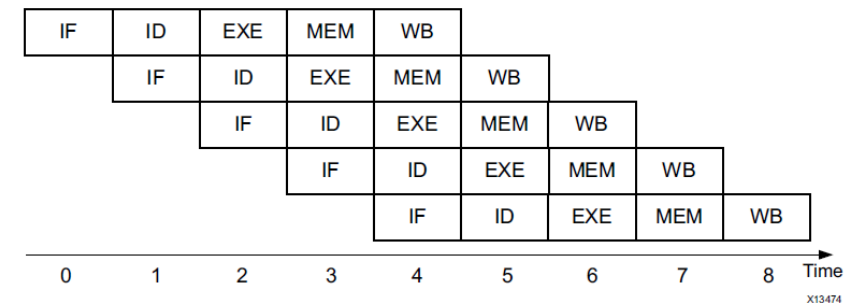 IF ID EXE MEM WB
IF ID EXE MEM WB
IF ID EXE MEM WB
IF ID EXE MEM WB
IF ID EXE MEM WB
0 1 2 3 4 5 6 7 8 Time
X13474